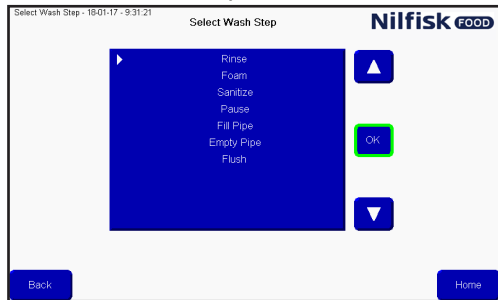 Select Wash Step - 18-01-17 - 9:31:21
Select Wash Step
Nilfisk FOOD
Rinse
Foam
Sanitize
Pause
Fill Pipe
Empty Pipe
Flush
OK
Back
Home